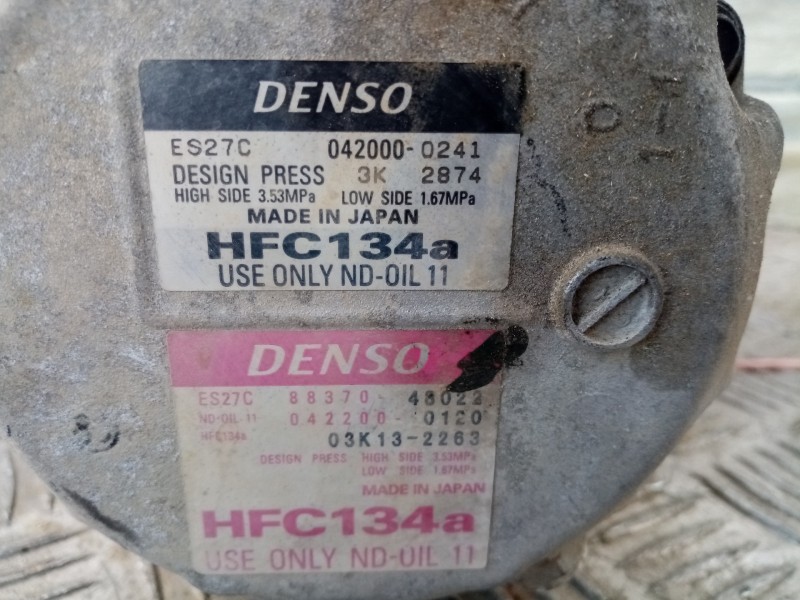 DENSO
ES27C 042000-0241
DESIGN PRESS 3K 2874
HIGH SIDE 3.53MPa LOW SIDE 1.67MPa
MADE IN JAPAN
HFC134a
USE ONLY ND-OIL 11
DENSO
ES27C 88370-48022
ND-OIL 11 042200-0120
HFC134a 03K13-2263
DESIGN PRESS HIGH SIDE 3.53MPa
LOW SIDE 1.67MPa
MADE IN JAPAN
HFC134a
USE ONLY ND-OIL 11